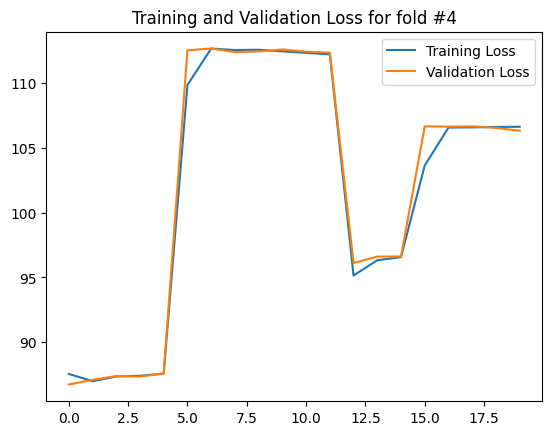 Training and Validation Loss for fold #4
Training Loss
Validation Loss
110
105
100
95
90
0.0 2.5 5.0 7.5 10.0 12.5 15.0 17.5